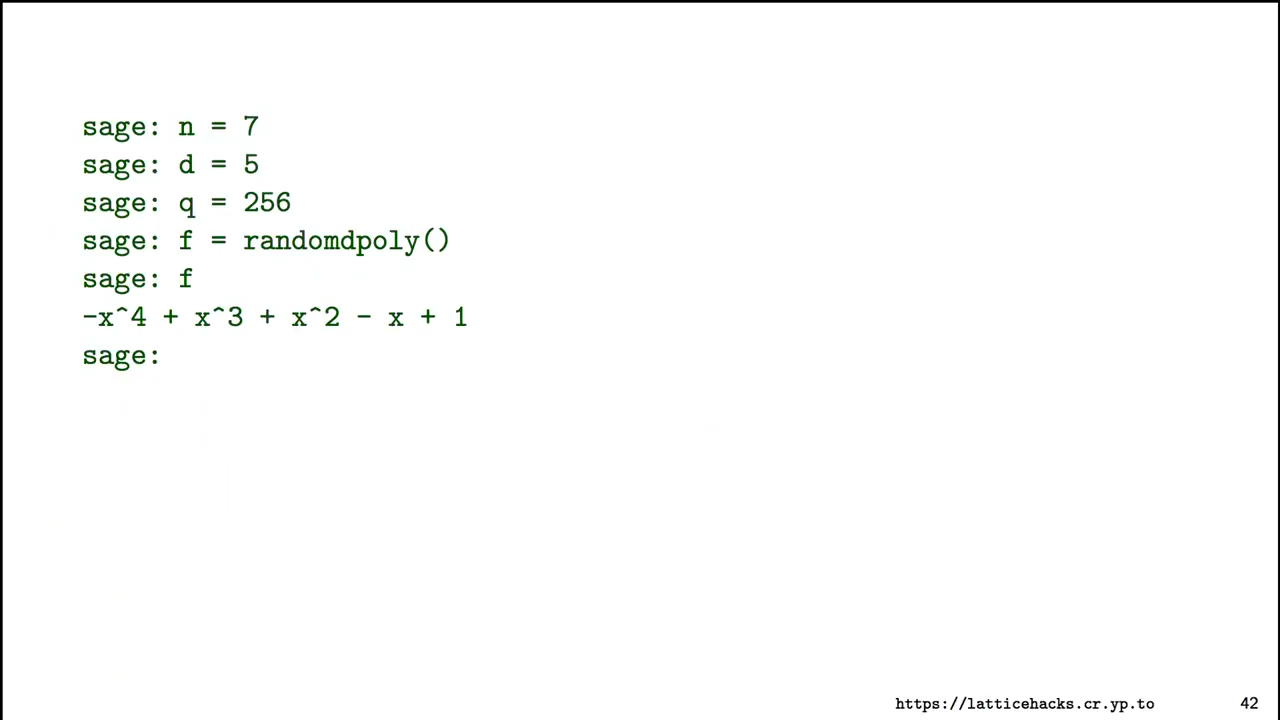 sage: n = 7
sage: d = 5
sage: q = 256
sage: f = randomdpoly()
sage: f
-x^4 + x^3 + x^2 - x + 1
sage:
https://latticehacks.cr.yp.to 42